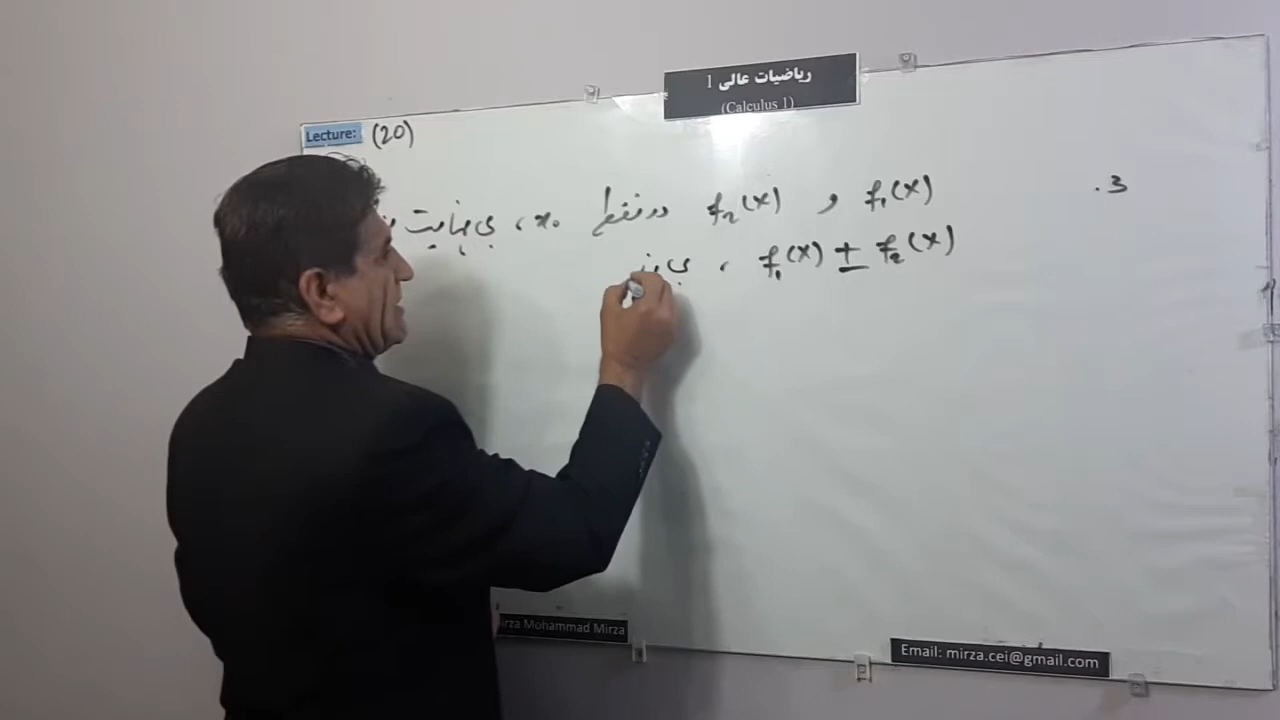 ریاضیات عالی 1
(Calculus 1)
Lecture: (20)
3. f₁(x) و f₂(x) در نقطه x₀، بی نهایت
f₁(x) ± f₂(x) ، بی
rza Mohammad Mirza
Email: mirza.cei@gmail.com